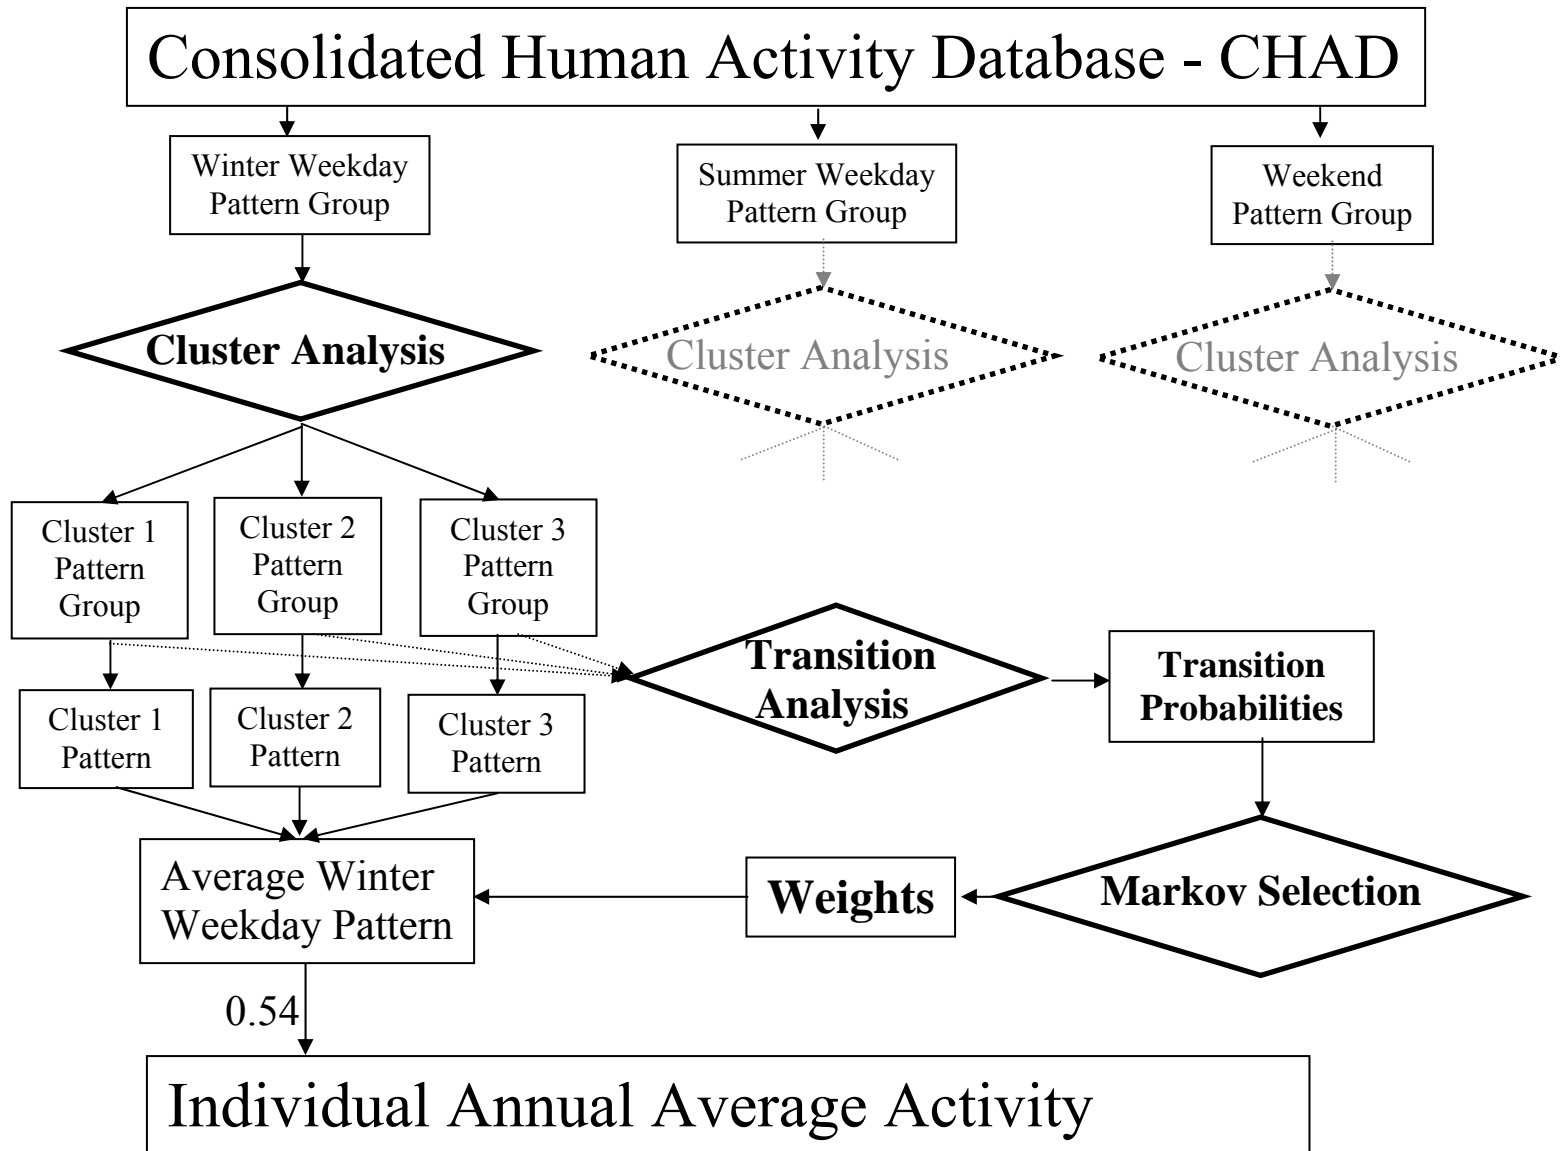 Consolidated Human Activity Database - CHAD
Winter Weekday
Pattern Group
Summer Weekday
Pattern Group
Weekend
Pattern Group
Cluster Analysis
Cluster Analysis
Cluster Analysis
Cluster 1
Pattern
Group
Cluster 2
Pattern
Group
Cluster 3
Pattern
Group
Transition
Analysis
Transition
Probabilities
Cluster 1
Pattern
Cluster 2
Pattern
Cluster 3
Pattern
Average Winter
Weekday Pattern
Weights
Markov Selection
0.54
Individual Annual Average Activity